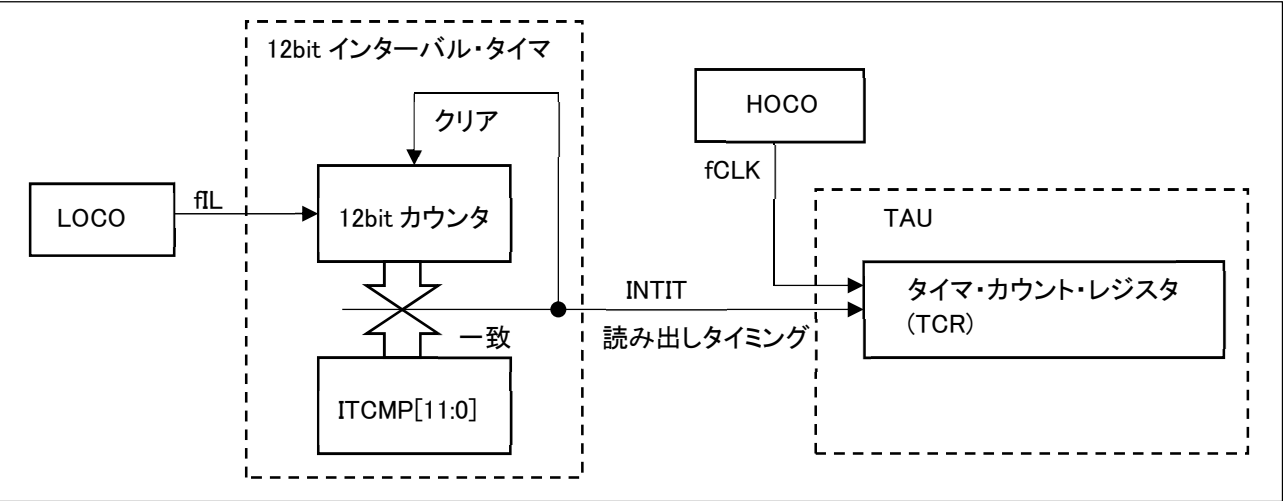 12bit インターバル・タイマ
クリア
HOCO
fCLK
LOCO
fIL
12bit カウンタ
TAU
INTIT
タイマ・カウント・レジスタ
(TCR)
一致
読み出しタイミング
ITCMP[11:0]